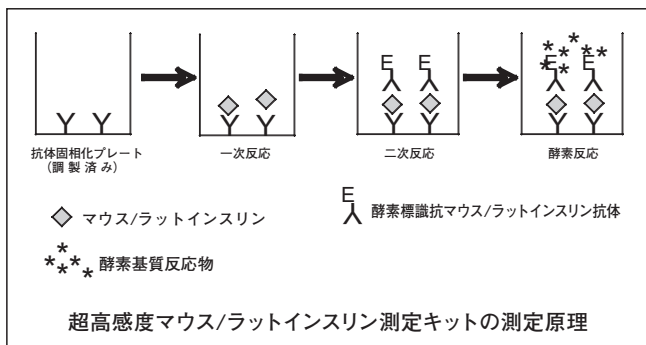 E E
E E
抗体固相化プレート
(調製済み)
一次反応
二次反応
酵素反応
マウス/ラットインスリン
E
酵素標識抗マウス/ラットインスリン抗体
酵素基質反応物
超高感度マウス/ラットインスリン測定キットの測定原理